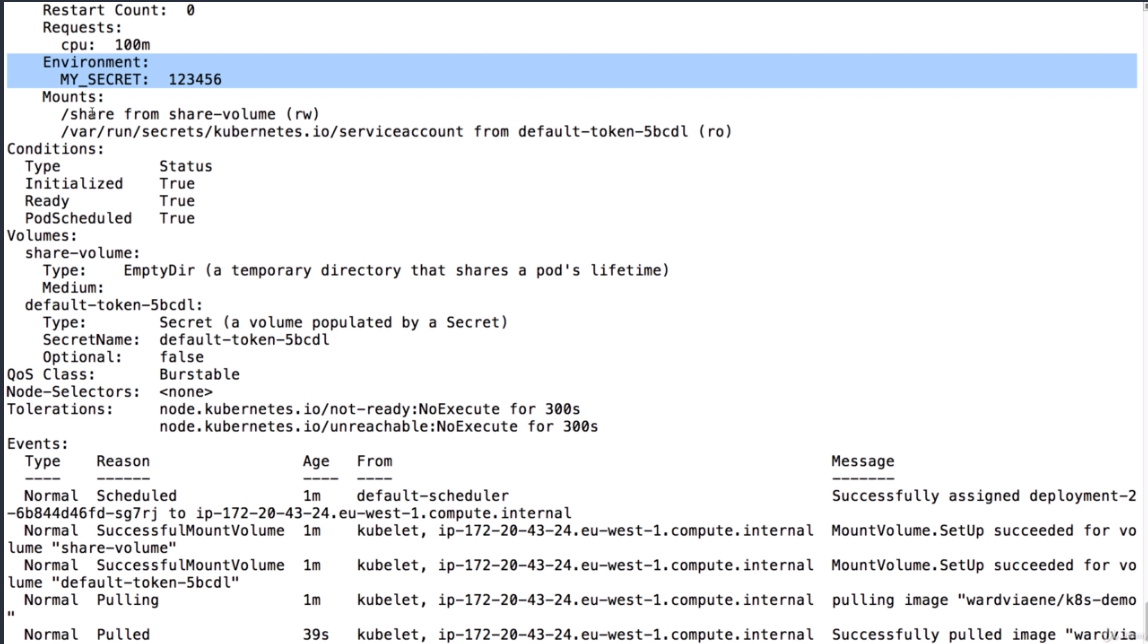 Restart Count:  0
Requests:
cpu:  100m
Environment:
MY_SECRET:  123456
Mounts:
/share from share-volume (rw)
/var/run/secrets/kubernetes.io/serviceaccount from default-token-5bcdl (ro)
Conditions:
Type           Status
Initialized    True
Ready          True
PodScheduled   True
Volumes:
share-volume:
Type:    EmptyDir (a temporary directory that shares a pod's lifetime)
Medium:
default-token-5bcdl:
Type:        Secret (a volume populated by a Secret)
SecretName:  default-token-5bcdl
Optional:    false
QoS Class:       Burstable
Node-Selectors:  <none>
Tolerations:     node.kubernetes.io/not-ready:NoExecute for 300s
node.kubernetes.io/unreachable:NoExecute for 300s
Events:
Type    Reason                 Age   From                                                 Message
----    ------                 ----  ----                                                 -------
Normal  Scheduled              1m    default-scheduler                                    Successfully assigned deployment-2
-6b844d46fd-sg7rj to ip-172-20-43-24.eu-west-1.compute.internal
Normal  SuccessfulMountVolume  1m    kubelet, ip-172-20-43-24.eu-west-1.compute.internal  MountVolume.SetUp succeeded for vo
lume "share-volume"
Normal  SuccessfulMountVolume  1m    kubelet, ip-172-20-43-24.eu-west-1.compute.internal  MountVolume.SetUp succeeded for vo
lume "default-token-5bcdl"
Normal  Pulling                1m    kubelet, ip-172-20-43-24.eu-west-1.compute.internal  pulling image "wardviaene/k8s-demo
"
Normal  Pulled                 39s   kubelet, ip-172-20-43-24.eu-west-1.compute.internal  Successfully pulled image "wardvia